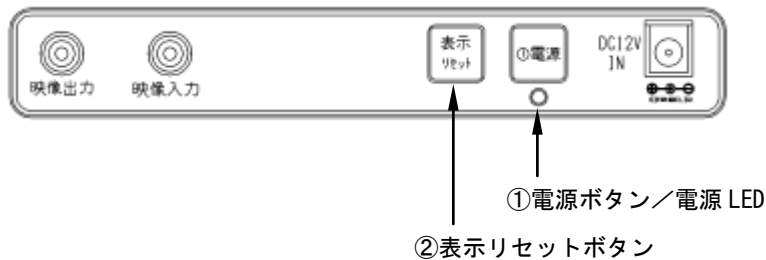 表示
リセット
①電源
DC12V
IN
映像出力
映像入力
①電源ボタン／電源 LED
②表示リセットボタン